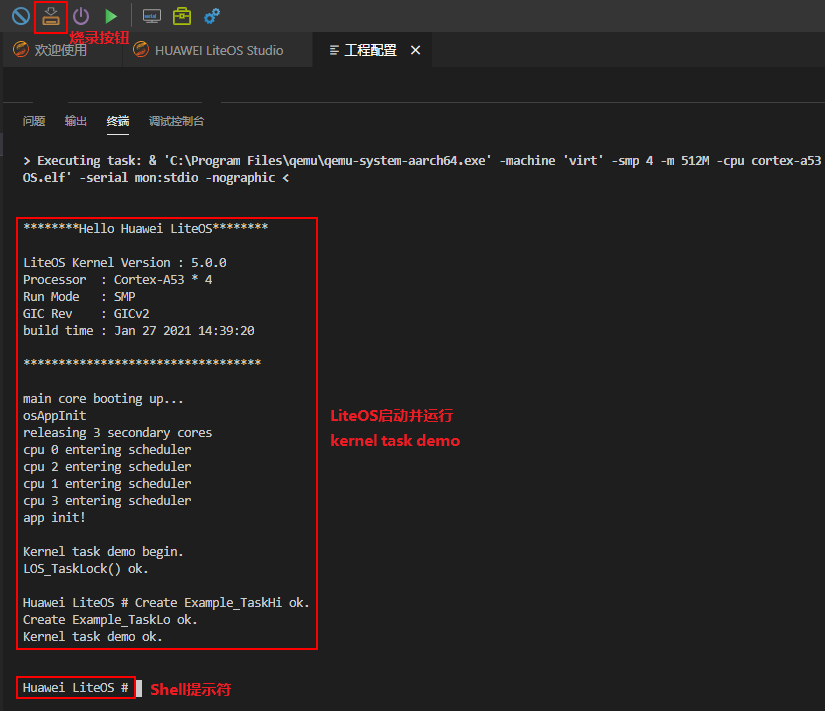 烧录按钮
欢迎使用
HUAWEI LiteOS Studio
工程配置
问题
输出
终端
调试控制台
> Executing task: & 'C:\Program Files\qemu\qemu-system-aarch64.exe' -machine 'virt' -smp 4 -m 512M -cpu cortex-a53
OS.elf' -serial mon:stdio -nographic <
********Hello Huawei LiteOS********
LiteOS Kernel Version : 5.0.0
Processor  : Cortex-A53 * 4
Run Mode   : SMP
GIC Rev    : GICv2
build time : Jan 27 2021 14:39:20
**********************************
main core booting up...
osAppInit
releasing 3 secondary cores
cpu 0 entering scheduler
cpu 2 entering scheduler
cpu 1 entering scheduler
cpu 3 entering scheduler
app init!
LiteOS启动并运行
kernel task demo
Kernel task demo begin.
LOS_TaskLock() ok.
Huawei LiteOS # Create Example_TaskHi ok.
Create Example_TaskLo ok.
Kernel task demo ok.
Huawei LiteOS #
Shell提示符